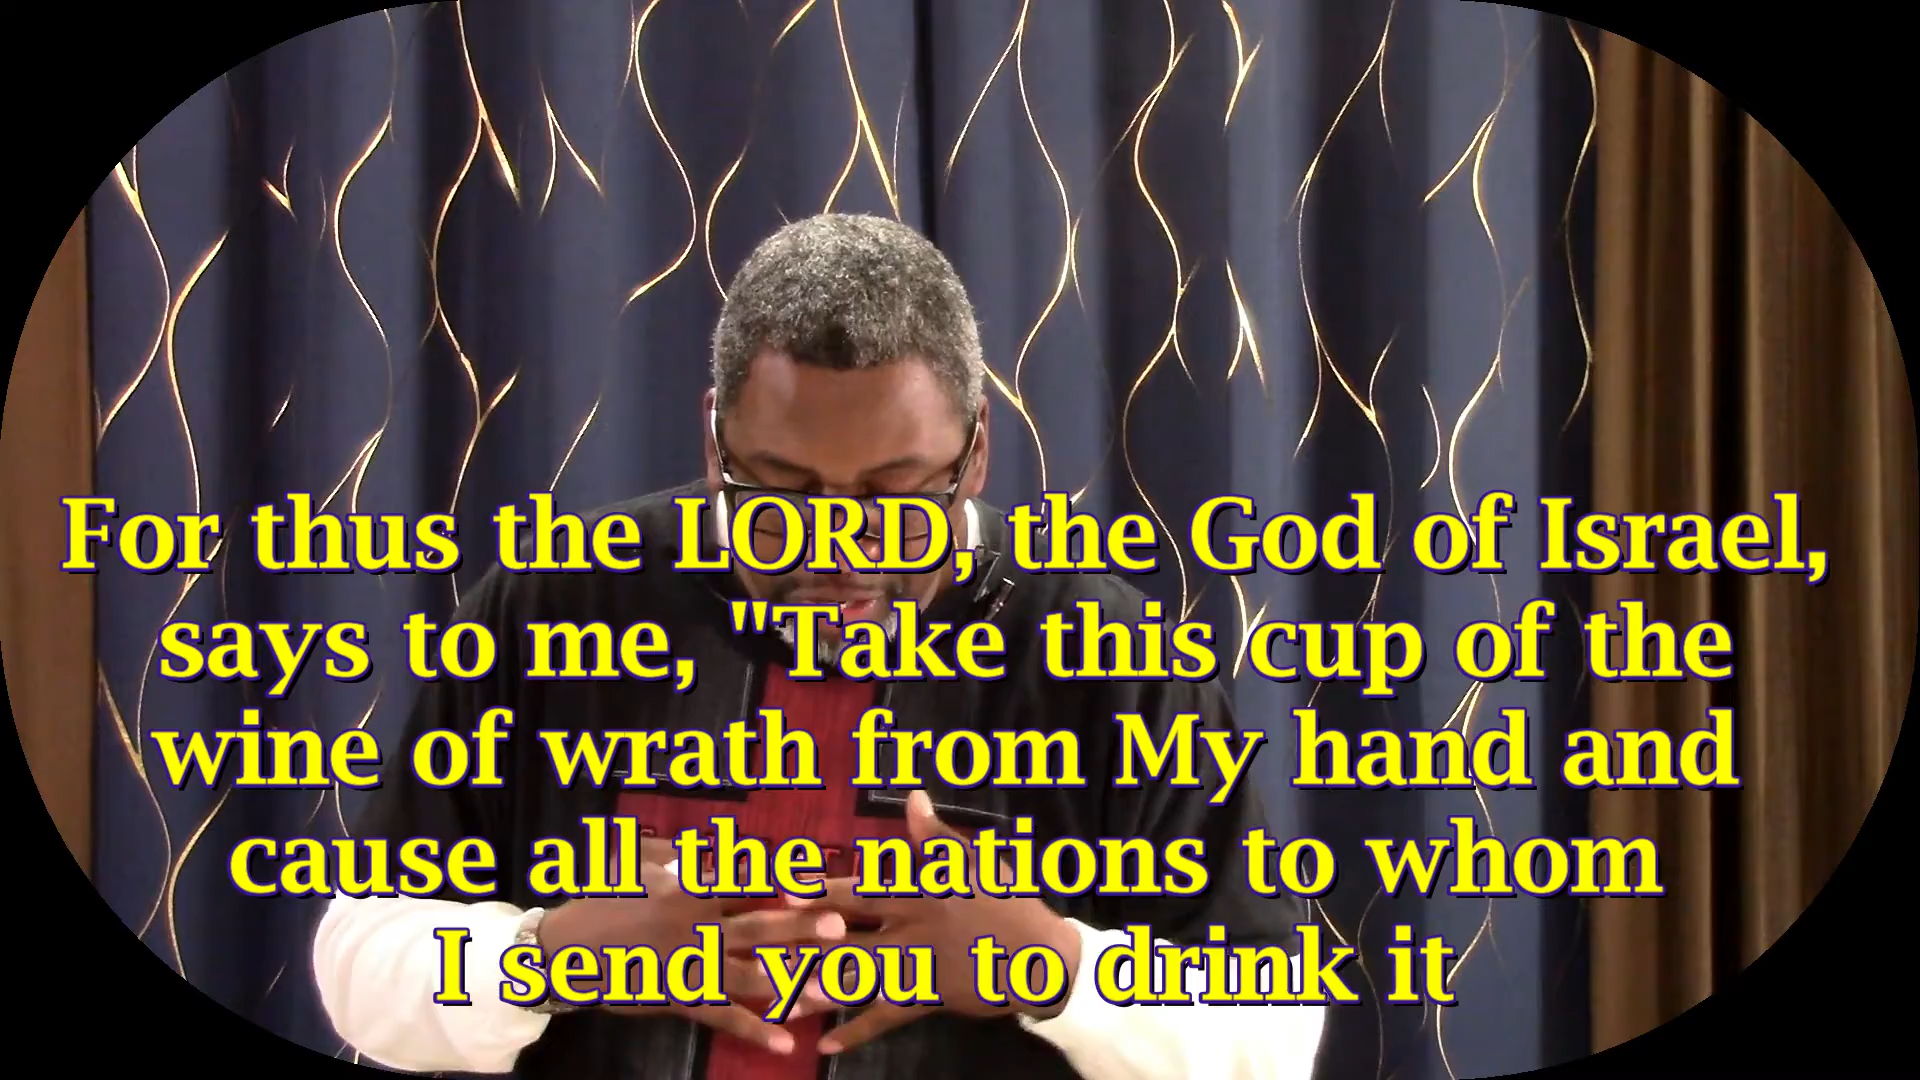 For thus the LORD, the God of Israel,
says to me, "Take this cup of the
wine of wrath from My hand and
cause all the nations to whom
I send you to drink it